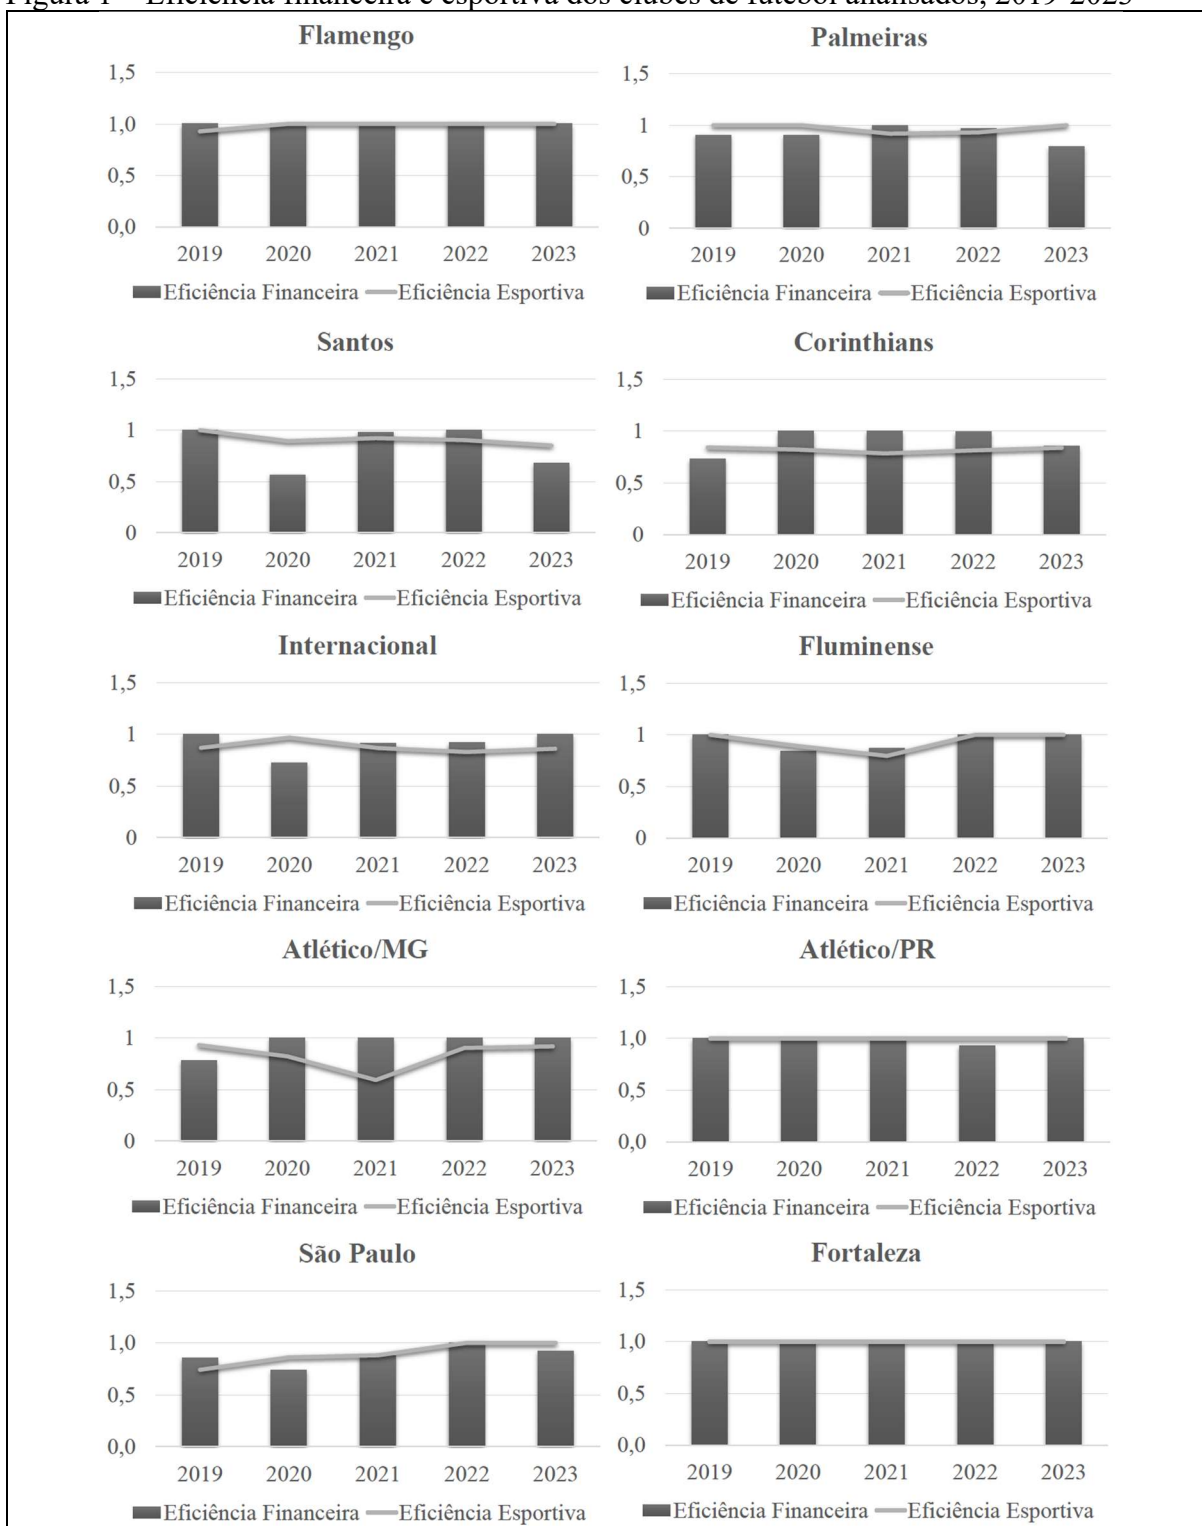 Figura 1 – Eficiência financeira e esportiva dos clubes de futebol analisados, 2019-2023
Flamengo
1,5
1,0
0,5
0,0
2019 2020 2021 2022 2023
Eficiência Financeira Eficiência Esportiva
Palmeiras
1,5
1
0,5
0
2019 2020 2021 2022 2023
Eficiência Financeira Eficiência Esportiva
Santos
1,5
1
0,5
0
2019 2020 2021 2022 2023
Eficiência Financeira Eficiência Esportiva
Corinthians
1,5
1
0,5
0
2019 2020 2021 2022 2023
Eficiência Financeira Eficiência Esportiva
Internacional
1,5
1
0,5
0
2019 2020 2021 2022 2023
Eficiência Financeira Eficiência Esportiva
Fluminense
1,5
1
0,5
0
2019 2020 2021 2022 2023
Eficiência Financeira Eficiência Esportiva
Atlético/MG
1,5
1
0,5
0
2019 2020 2021 2022 2023
Eficiência Financeira Eficiência Esportiva
Atlético/PR
1,5
1,0
0,5
0,0
2019 2020 2021 2022 2023
Eficiência Financeira Eficiência Esportiva
São Paulo
1,5
1,0
0,5
0,0
2019 2020 2021 2022 2023
Eficiência Financeira Eficiência Esportiva
Fortaleza
1,5
1,0
0,5
0,0
2019 2020 2021 2022 2023
Eficiência Financeira Eficiência Esportiva